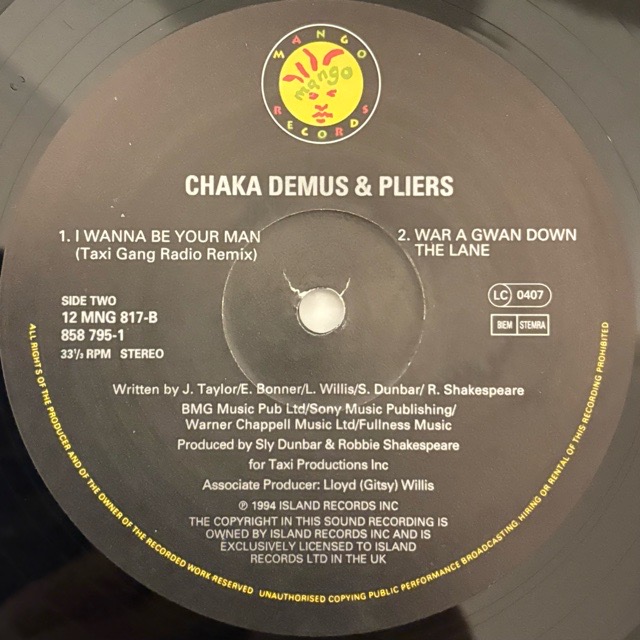 MANGO
mango
RECORDS
CHAKA DEMUS & PLIERS
1. I WANNA BE YOUR MAN
(Taxi Gang Radio Remix)
2. WAR A GWAN DOWN
THE LANE
SIDE TWO
12 MNG 817-B
858 795-1
33⅓ RPM STEREO
LC 0407
BIEM STEMRA
Written by J. Taylor/E. Bonner/L. Willis/S. Dunbar/ R. Shakespeare
BMG Music Pub Ltd/Sony Music Publishing/
Warner Chappell Music Ltd/Fullness Music
Produced by Sly Dunbar & Robbie Shakespeare
for Taxi Productions Inc
Associate Producer: Lloyd (Gitsy) Willis
℗ 1994 ISLAND RECORDS INC
THE COPYRIGHT IN THIS SOUND RECORDING IS
OWNED BY ISLAND RECORDS INC AND IS
EXCLUSIVELY LICENSED TO ISLAND
RECORDS LTD IN THE UK
ALL RIGHTS OF THE PRODUCER AND OF THE OWNER OF THE RECORDED WORK RESERVED UNAUTHORISED COPYING PUBLIC PERFORMANCE BROADCASTING HIRING OR RENTAL OF THIS RECORDING PROHIBITED